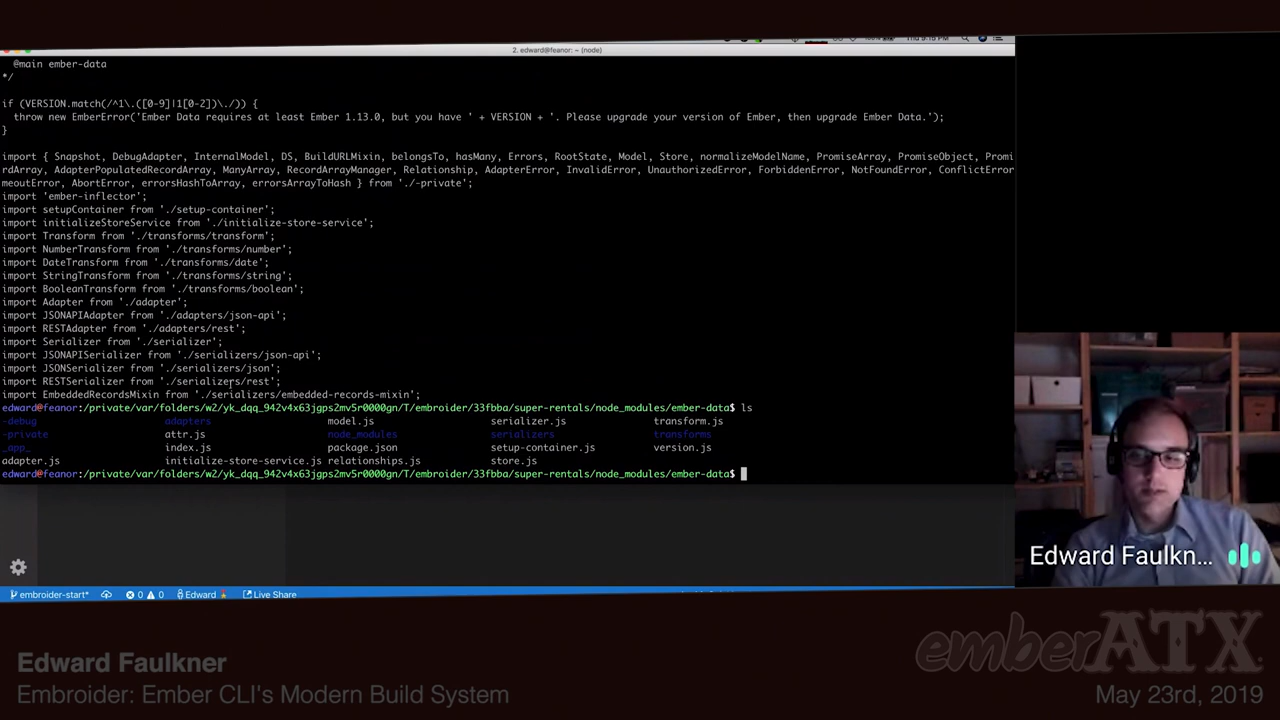 2. edward@feanor: ~ (node)
@main ember-data
*/
if (VERSION.match(/^1\.([0-9]|1[0-2])\./)) {
throw new EmberError('Ember Data requires at least Ember 1.13.0, but you have ' + VERSION + '. Please upgrade your version of Ember, then upgrade Ember Data.');
}
import { Snapshot, DebugAdapter, InternalModel, DS, BuildURLMixin, belongsTo, hasMany, Errors, RootState, Model, Store, normalizeModelName, PromiseArray, PromiseObject, Promi
rdArray, AdapterPopulatedRecordArray, ManyArray, RecordArrayManager, Relationship, AdapterError, InvalidError, UnauthorizedError, ForbiddenError, NotFoundError, ConflictError
meoutError, AbortError, errorsHashToArray, errorsArrayToHash } from './-private';
import 'ember-inflector';
import setupContainer from './setup-container';
import initializeStoreService from './initialize-store-service';
import Transform from './transforms/transform';
import NumberTransform from './transforms/number';
import DateTransform from './transforms/date';
import StringTransform from './transforms/string';
import BooleanTransform from './transforms/boolean';
import Adapter from './adapter';
import JSONAPIAdapter from './adapters/json-api';
import RESTAdapter from './adapters/rest';
import Serializer from './serializer';
import JSONAPISerializer from './serializers/json-api';
import JSONSerializer from './serializers/json';
import RESTSerializer from './serializers/rest';
import EmbeddedRecordsMixin from './serializers/embedded-records-mixin';
edward@feanor:/private/var/folders/w2/yk_dqq_942v4x63jgps2mv5r0000gn/T/embroider/33fbba/super-rentals/node_modules/ember-data$ ls
-debug adapters model.js serializer.js transform.js
-private attr.js node_modules serializers transforms
_app_ index.js package.json setup-container.js version.js
adapter.js initialize-store-service.js relationships.js store.js
edward@feanor:/private/var/folders/w2/yk_dqq_942v4x63jgps2mv5r0000gn/T/embroider/33fbba/super-rentals/node_modules/ember-data$
Edward Faulkn...
embroider-start* 0 0 Edward Live Share
Edward Faulkner
Embroider: Ember CLI's Modern Build System
emberATX
May 23rd, 2019